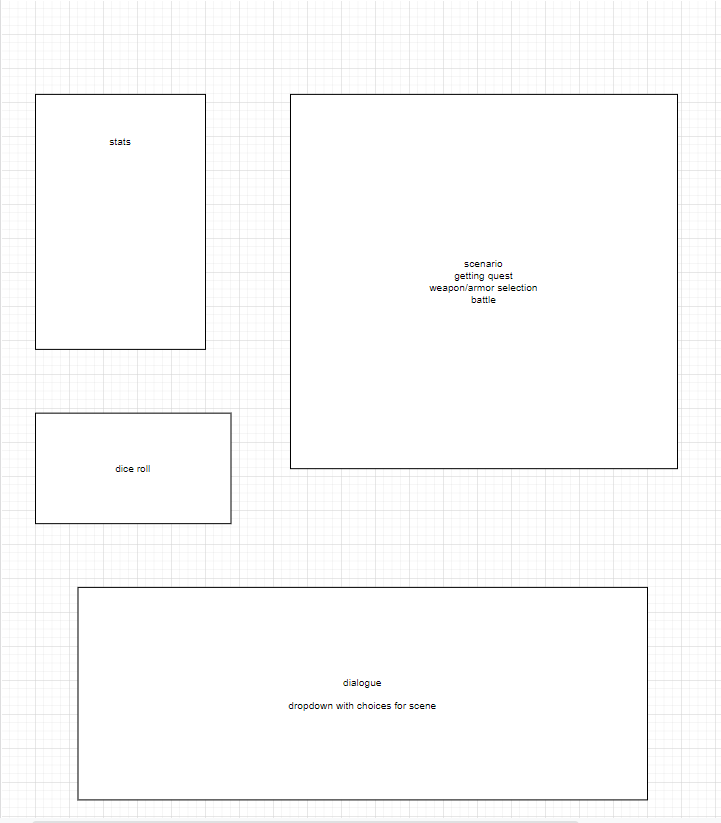 stats
scenario
getting quest
weapon/armor selection
battle
dice roll
dialogue
dropdown with choices for scene